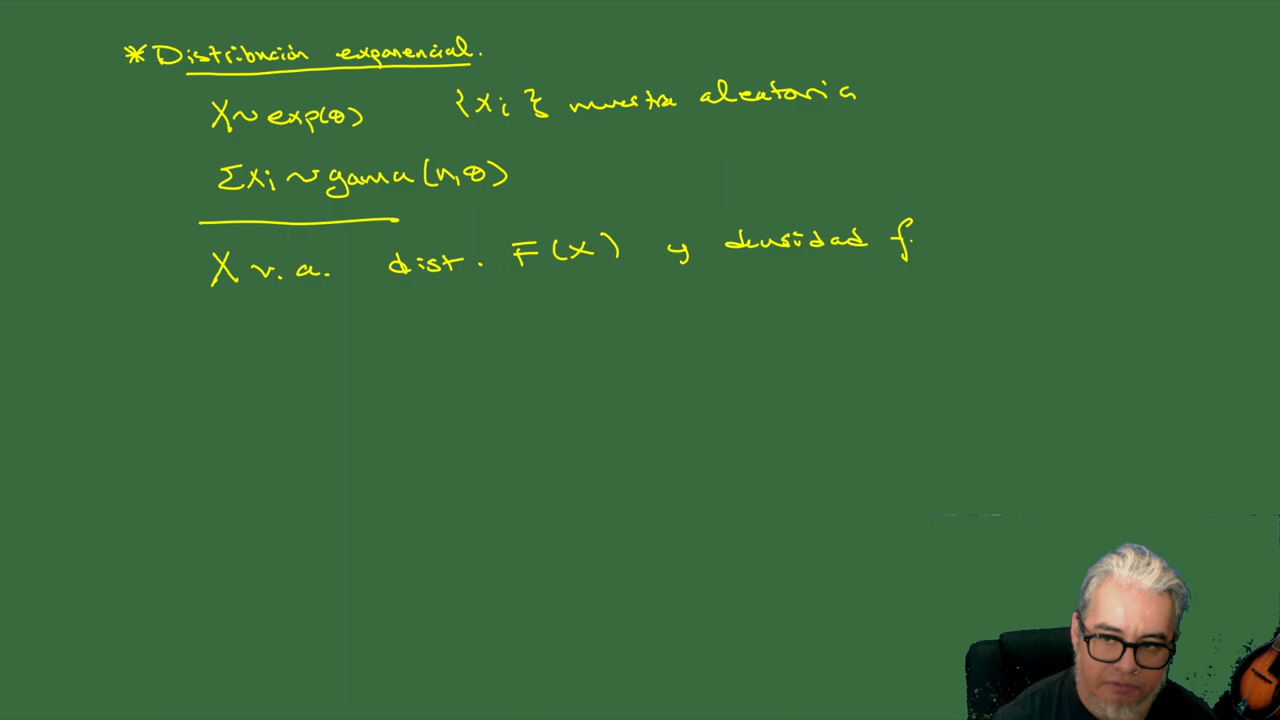 * Distribución exponencial.
X ~ exp(θ) {xi} muestra aleatoria
Σxi ~ gama(n, θ)
X v.a. dist. F(X) y densidad f.